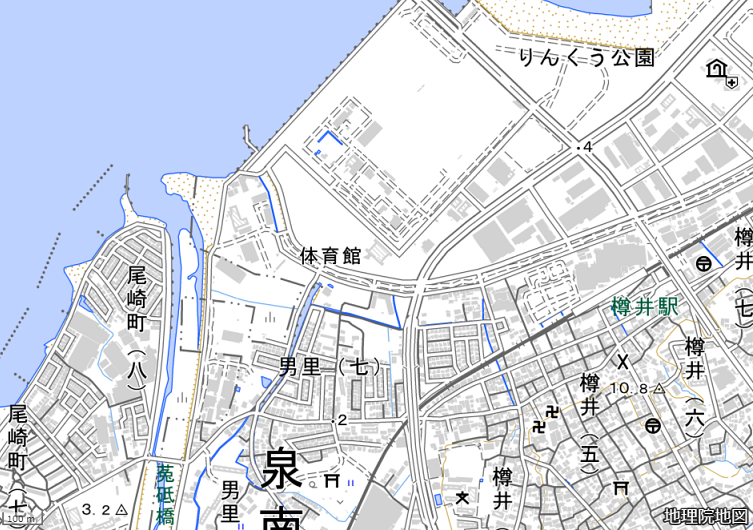 りんくう公園
4
体育館
樽井(七)
樽井駅
尾崎町(八)
男里(七)
樽井(六)
10.8
樽井(五)
2
尾崎町(七)
泉南
樽井
男里
菟砥橋
3.2
100 m
地理院地図